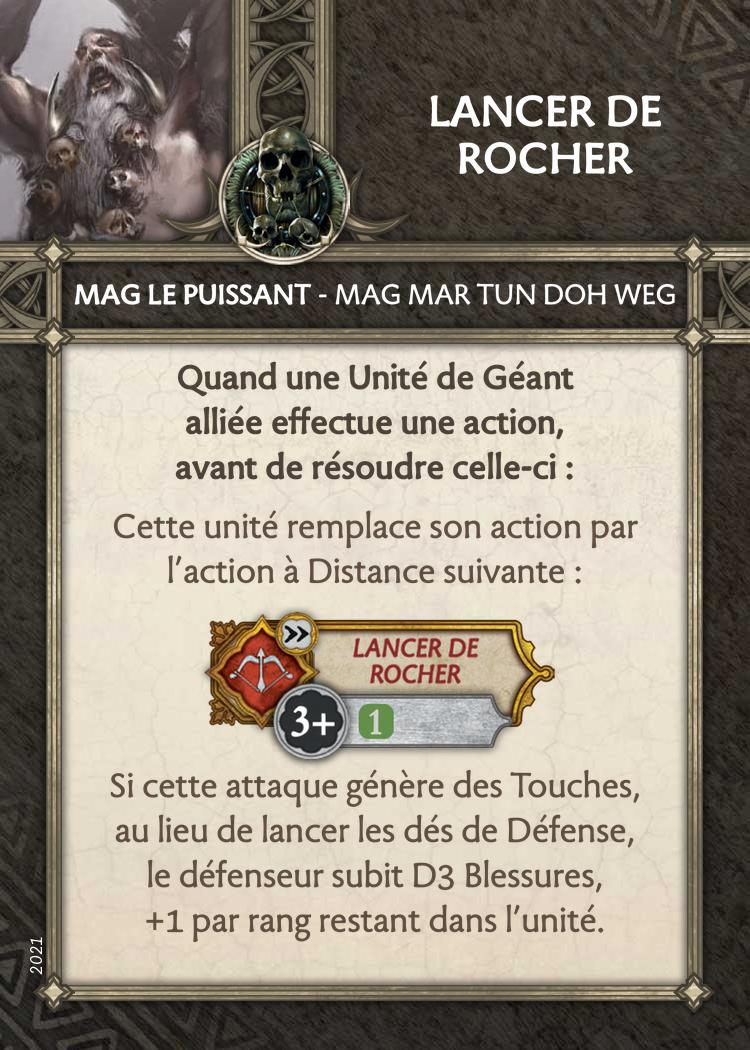 LANCER DE
ROCHER
MAG LE PUISSANT - MAG MAR TUN DOH WEG
Quand une Unité de Géant
alliée effectue une action,
avant de résoudre celle-ci :
Cette unité remplace son action par
l'action à Distance suivante :
LANCER DE
ROCHER
3+ 1
Si cette attaque génère des Touches,
au lieu de lancer les dés de Défense,
le défenseur subit D3 Blessures,
+1 par rang restant dans l'unité.
2021